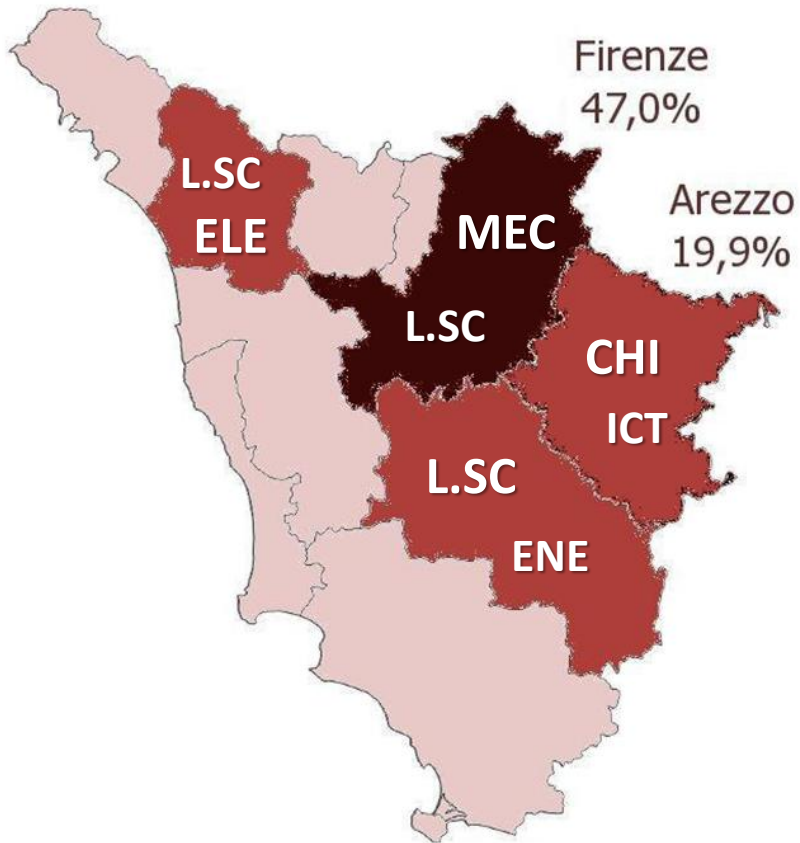 Firenze
47,0%
L.SC
ELE
Arezzo
19,9%
MEC
L.SC
CHI
ICT
L.SC
ENE